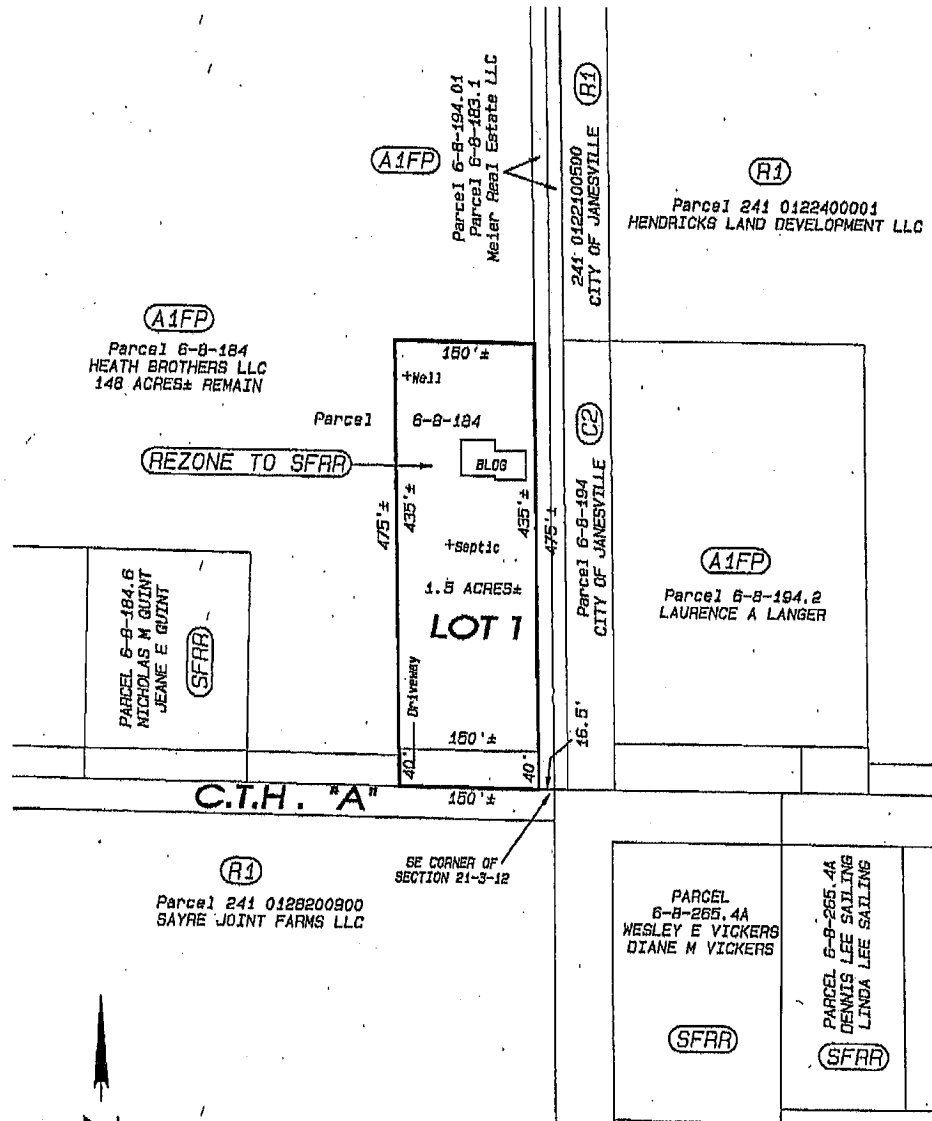 A1FP
Parcel 6-8-194.01
Parcel 6-8-183.1
Meier Real Estate LLC
R1
241 0122100500
CITY OF JANESVILLE
R1
Parcel 241 0122400001
HENDRICKS LAND DEVELOPMENT LLC
A1FP
Parcel 6-8-184
HEATH BROTHERS LLC
148 ACRES± REMAIN
150'±
+Well
Parcel 6-8-184
REZONE TO SFRR
BLDG
475'±
435'±
435'±
475'±
+Septic
1.5 ACRES±
LOT 1
C2
Parcel 6-8-194
CITY OF JANESVILLE
A1FP
Parcel 6-8-194.2
LAURENCE A LANGER
PARCEL 6-8-184.6
NICHOLAS M QUINT
JEANE E QUINT
SFRR
Driveway
16.5'
150'±
40'
40'
C.T.H. "A"
150'±
SE CORNER OF
SECTION 21-3-12
R1
Parcel 241 0128200900
SAYRE JOINT FARMS LLC
PARCEL
6-8-265.4A
WESLEY E VICKERS
DIANE M VICKERS
SFRR
PARCEL 6-8-265.4A
DENNIS LEE SAILING
LINDA LEE SAILING
SFRR